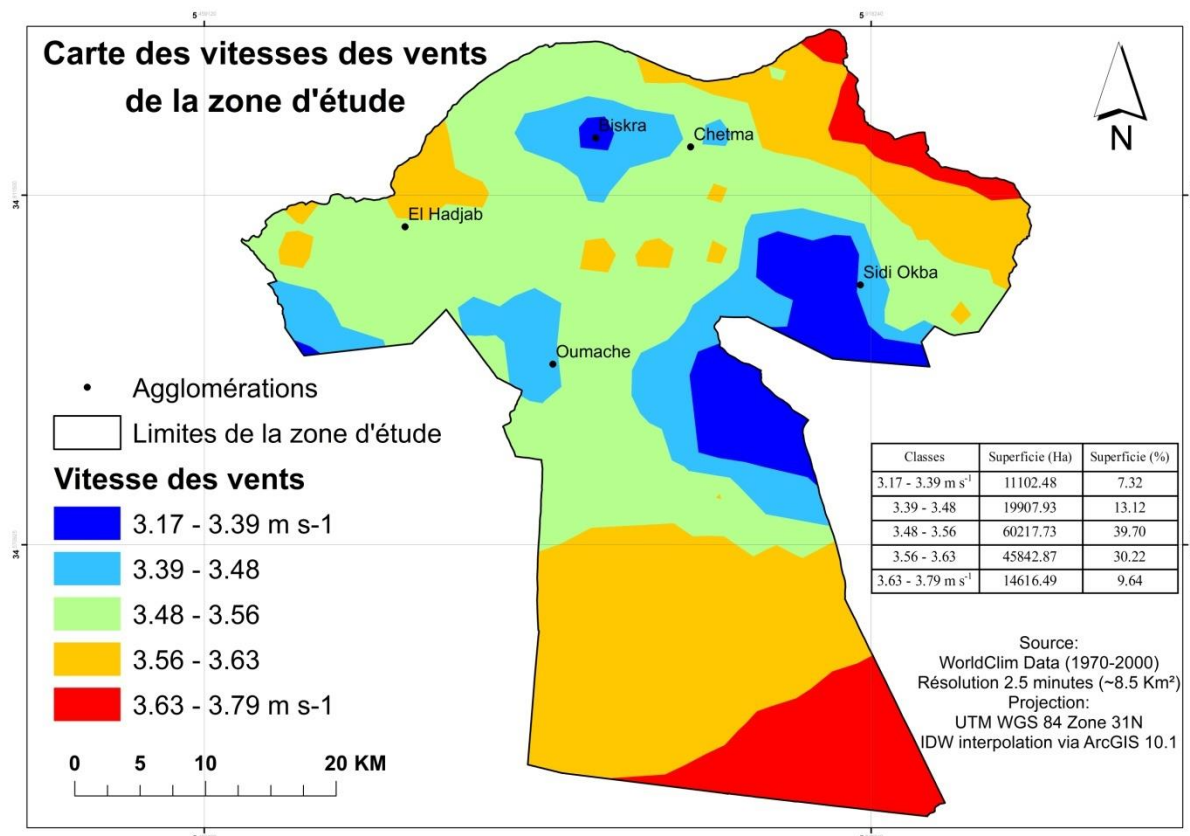 Carte des vitesses des vents
de la zone d'étude
N
Biskra
Chetma
El Hadjab
Sidi Okba
Oumache
Agglomérations
Limites de la zone d'étude
Vitesse des vents
3.17 - 3.39 m s-1
3.39 - 3.48
3.48 - 3.56
3.56 - 3.63
3.63 - 3.79 m s-1
0 5 10 20 KM
Classes Superficie (Ha) Superficie (%)
3.17 - 3.39 m s-1 11102.48 7.32
3.39 - 3.48 19907.93 13.12
3.48 - 3.56 60217.73 39.70
3.56 - 3.63 45842.87 30.22
3.63 - 3.79 m s-1 14616.49 9.64
Source:
WorldClim Data (1970-2000)
Résolution 2.5 minutes (~8.5 Km²)
Projection:
UTM WGS 84 Zone 31N
IDW interpolation via ArcGIS 10.1